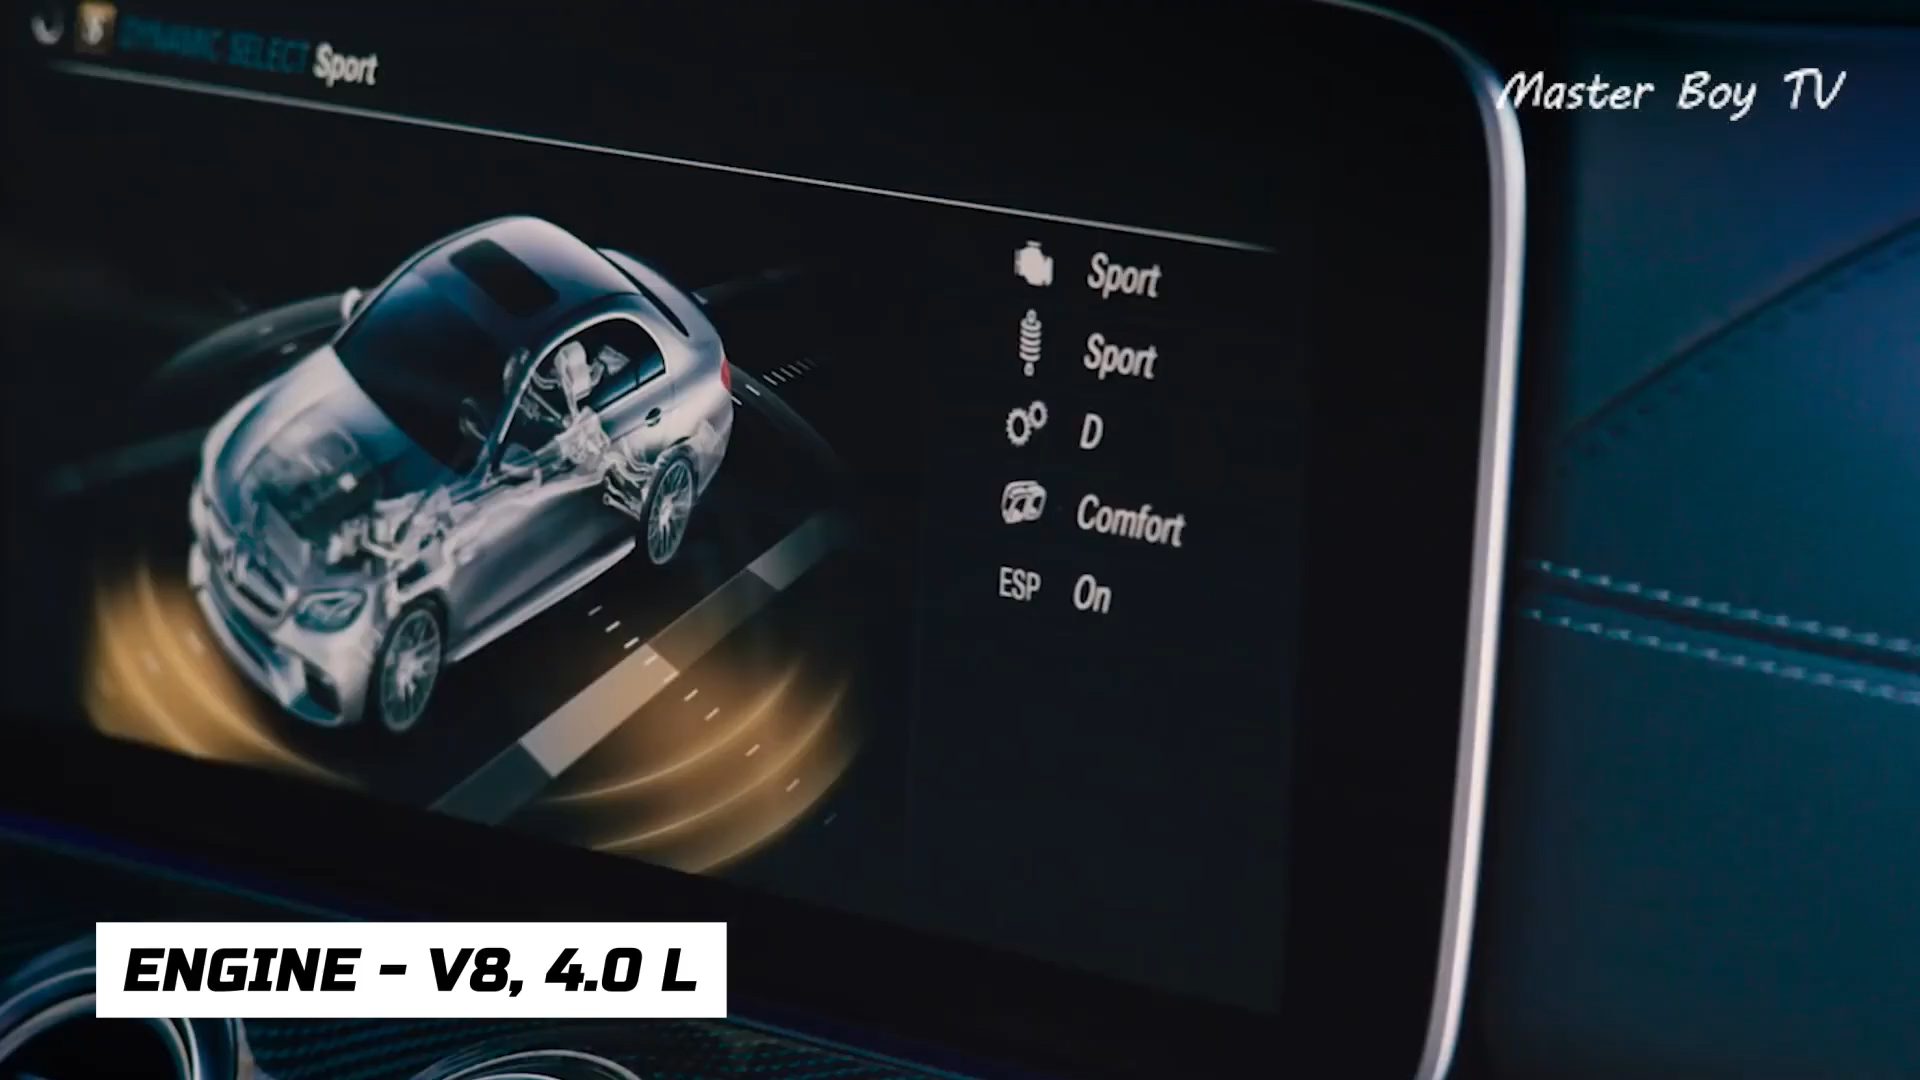 DYNAMIC SELECT Sport
Master Boy TV
Sport
Sport
D
Comfort
ESP On
ENGINE - V8, 4.0 L